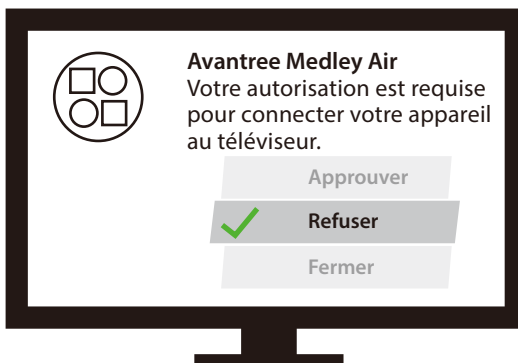 Avantree Medley Air
Votre autorisation est requise
pour connecter votre appareil
au téléviseur.
Approuver
Refuser
Fermer